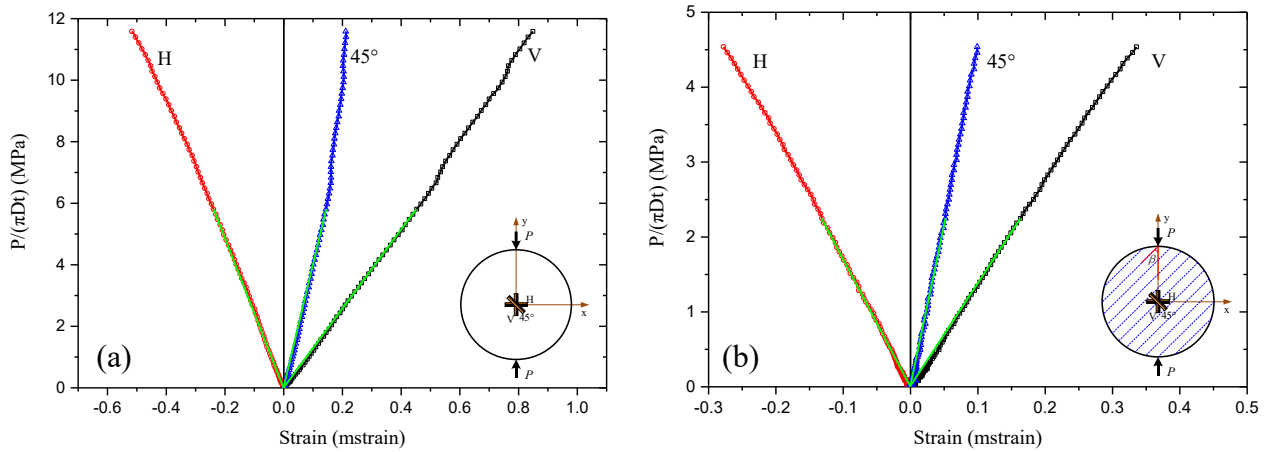 12
10
8
6
4
2
0
P/(πDt) (MPa)
H
45°
V
(a)
y
P
H
V
45°
x
P
-0.6 -0.4 -0.2 0.0 0.2 0.4 0.6 0.8 1.0
Strain (mstrain)
5
4
3
2
1
0
P/(πDt) (MPa)
H
45°
V
(b)
y
P
β
H
V
45°
x
P
-0.3 -0.2 -0.1 0.0 0.1 0.2 0.3 0.4 0.5
Strain (mstrain)